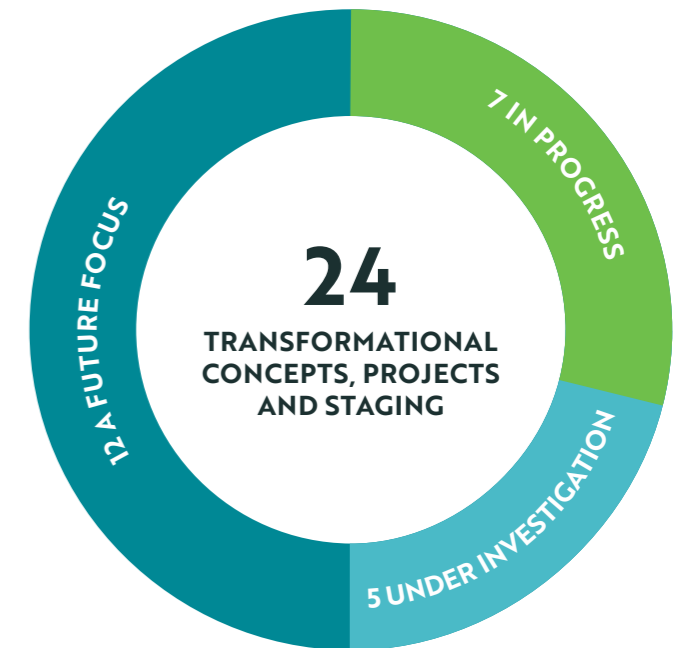 24
TRANSFORMATIONAL
CONCEPTS, PROJECTS
AND STAGING
7 IN PROGRESS
5 UNDER INVESTIGATION
12 A FUTURE FOCUS